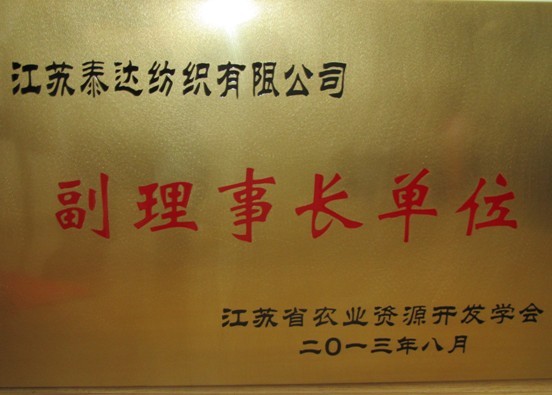 江苏泰达纺织有限公司
副理事长单位
江苏省农业资源开发学会
二〇一三年八月